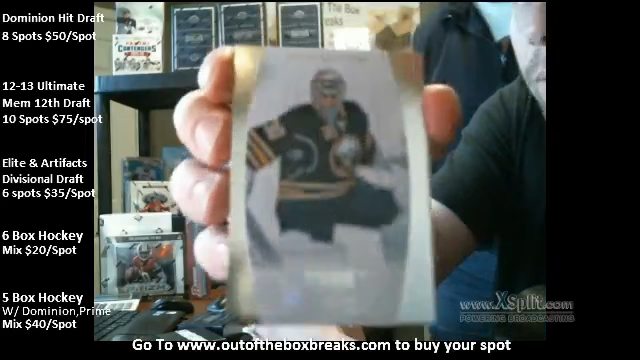 Dominion Hit Draft
8 Spots $50/Spot
12-13 Ultimate
Mem 12th Draft
10 Spots $75/spot
Elite & Artifacts
Divisional Draft
6 spots $35/Spot
6 Box Hockey
Mix $20/Spot
5 Box Hockey
W/ Dominion,Prime
Mix $40/Spot
CONTENDERS
The Box
www.XSplit.com
POWERING BROADCASTING
Go To www.outoftheboxbreaks.com to buy your spot